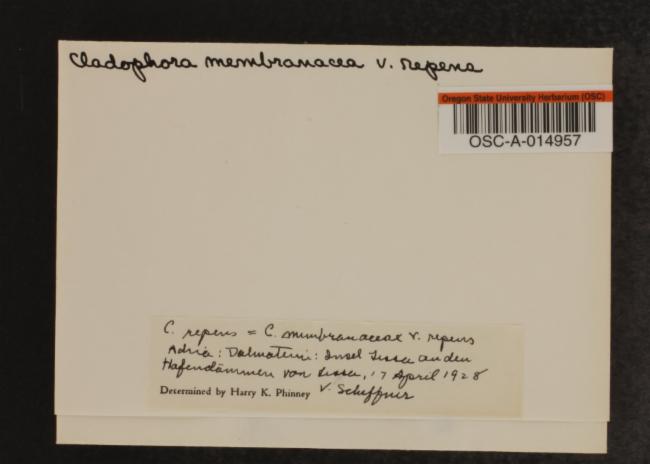 Cladophora membranacea v. repens
Oregon State University Herbarium (OSC)
OSC-A-014957
C. repens = C. membranacea v. repens
Adria: Dalmatien: Insel Lissa an den
Hafendämmen von Lissa, 17 April 1928
V. Schiffner
Determined by Harry K. Phinney